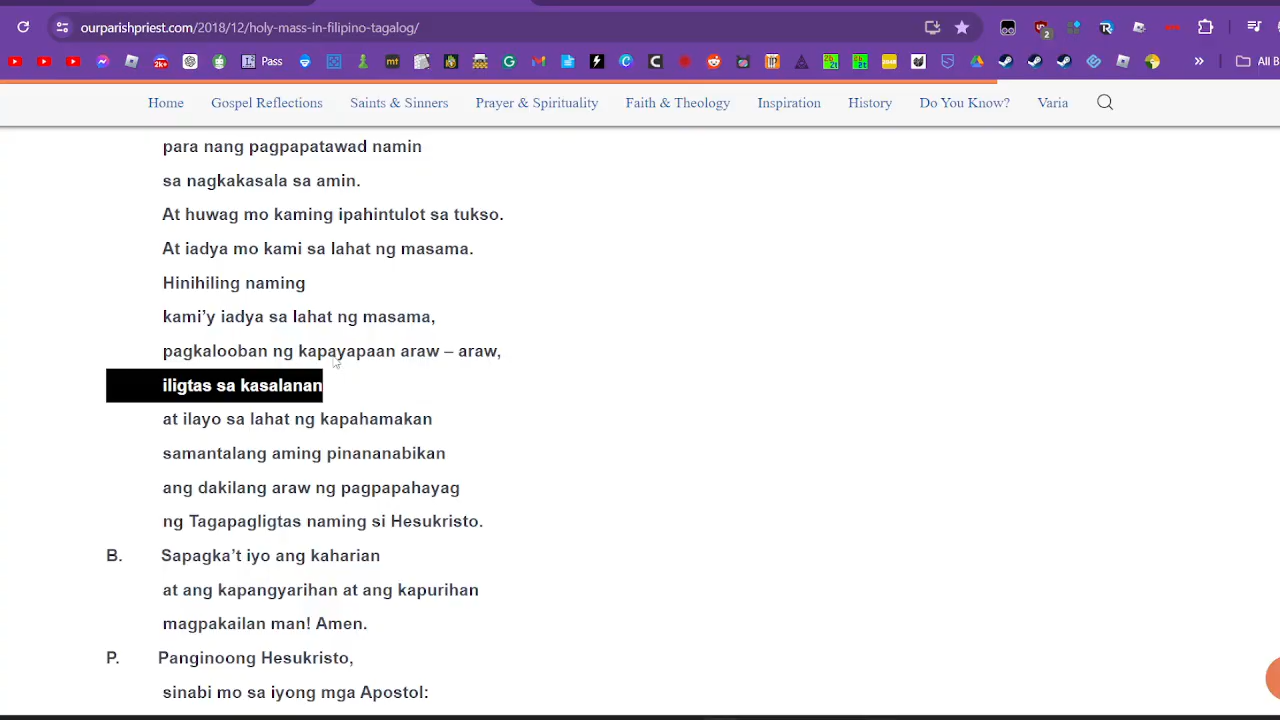 ourparishpriest.com/2018/12/holy-mass-in-filipino-tagalog/
Pass
All B
Home Gospel Reflections Saints & Sinners Prayer & Spirituality Faith & Theology Inspiration History Do You Know? Varia
para nang pagpapatawad namin
sa nagkakasala sa amin.
At huwag mo kaming ipahintulot sa tukso.
At iadya mo kami sa lahat ng masama.
Hinihiling naming
kami’y iadya sa lahat ng masama,
pagkalooban ng kapayapaan araw – araw,
iligtas sa kasalanan
at ilayo sa lahat ng kapahamakan
samantalang aming pinananabikan
ang dakilang araw ng pagpapahayag
ng Tagapagligtas naming si Hesukristo.
B. Sapagka’t iyo ang kaharian
at ang kapangyarihan at ang kapurihan
magpakailan man! Amen.
P. Panginoong Hesukristo,
sinabi mo sa iyong mga Apostol: